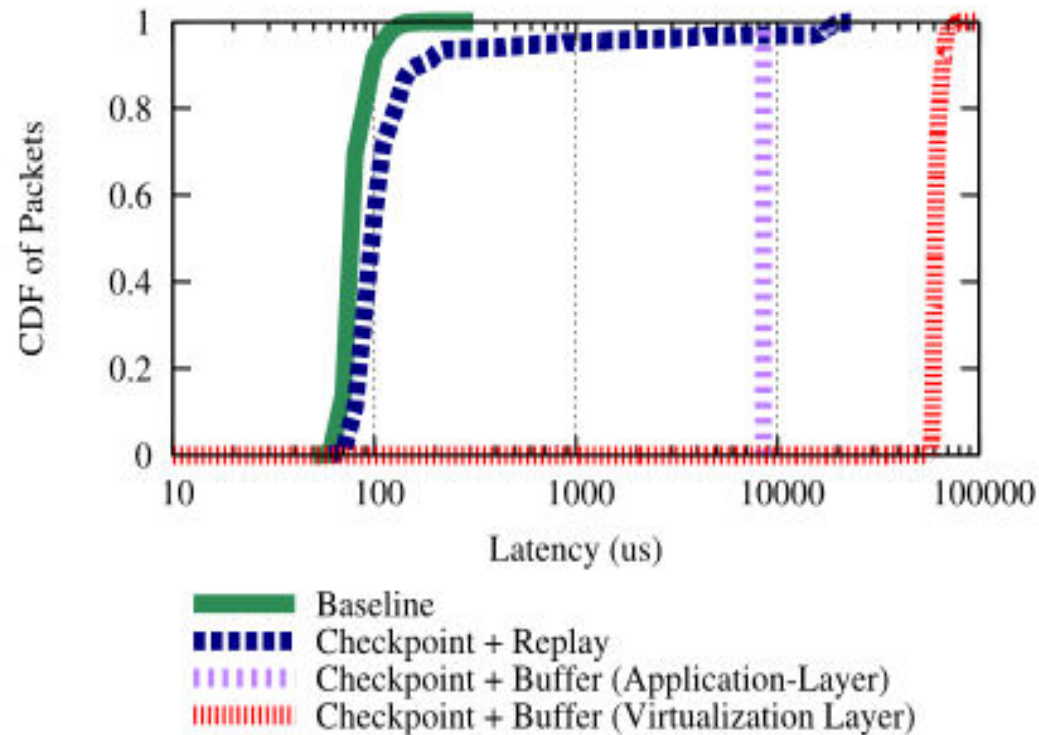 1
0.8
0.6
0.4
0.2
0
CDF of Packets
10 100 1000 10000 100000
Latency (us)
Baseline
Checkpoint + Replay
Checkpoint + Buffer (Application-Layer)
Checkpoint + Buffer (Virtualization Layer)